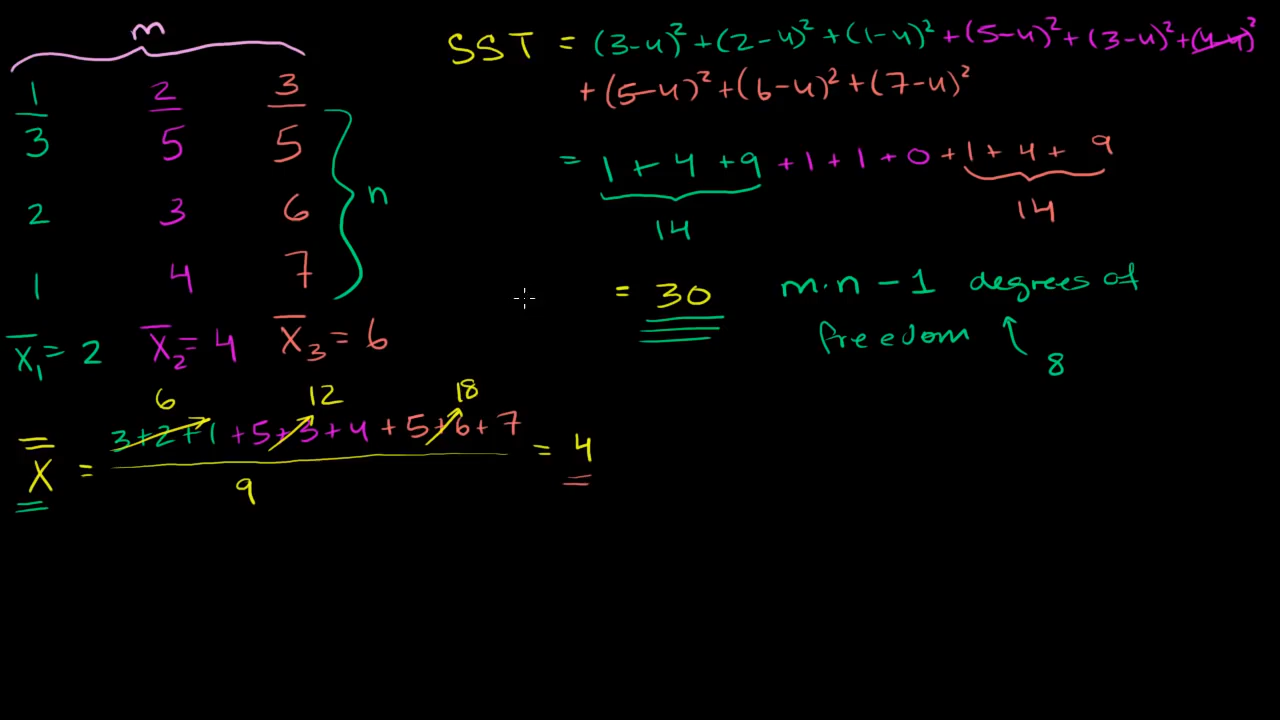 m
1 2 3
3 5 5
2 3 6
1 4 7
n
X̄₁ = 2 X̄₂ = 4 X̄₃ = 6
6 12 18
3+2+1 +5+3+4 +5+6+7
X̿ = = 4
9
SST = (3-4)² +(2-4)² +(1-4)² +(5-4)² +(3-4)² +(4-4)²
+(5-4)² +(6-4)² +(7-4)²
= 1 + 4 + 9 + 1 + 1 + 0 + 1 + 4 + 9
14 14
= 30 m·n - 1 degrees of
freedom
8